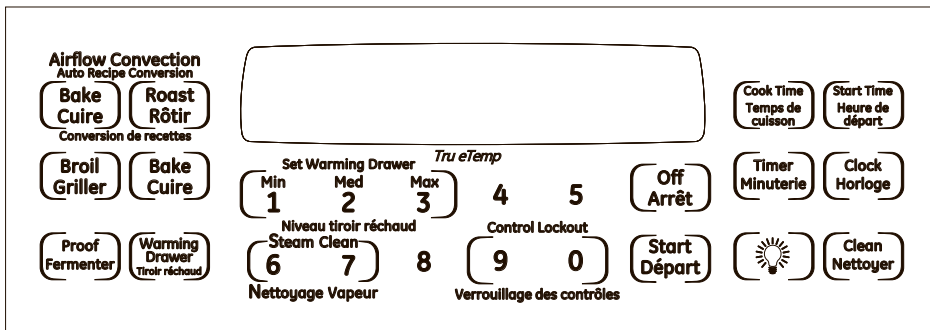 Airflow Convection
Auto Recipe Conversion
Bake
Cuire
Roast
Rôtir
Conversion de recettes
Broil
Griller
Bake
Cuire
Proof
Fermenter
Warming
Drawer
Tiroir réchaud
Tru eTemp
Set Warming Drawer
Min Med Max
1 2 3 4 5
Niveau tiroir réchaud
Control Lockout
Steam Clean
6 7 8 9 0
Nettoyage Vapeur
Verrouillage des contrôles
Off
Arrêt
Start
Départ
Cook Time
Temps de
cuisson
Start Time
Heure de
départ
Timer
Minuterie
Clock
Horloge
Clean
Nettoyer